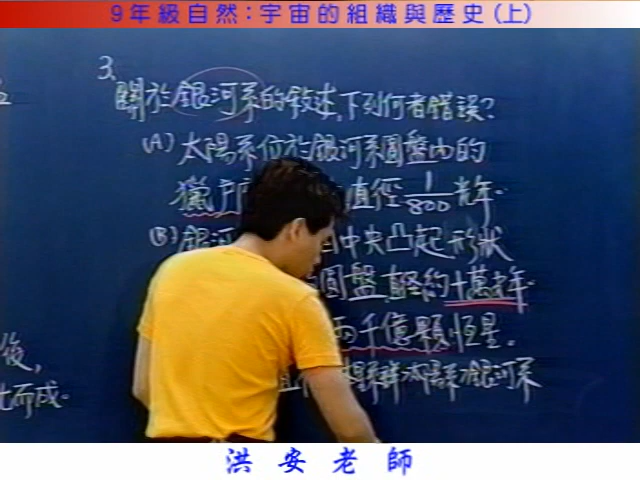 9年級自然:宇宙的組織與歷史(上)
3.
關於銀河系的敘述,下列何者錯誤?
(A)太陽系位於銀河系圓盤內的
獵戶 直徑1/800光年。
(B)銀河 中央凸起形狀
圓盤直徑約十萬光年。
兩千億顆恆星。
太陽系 銀河系
後,
而成。
洪安老師